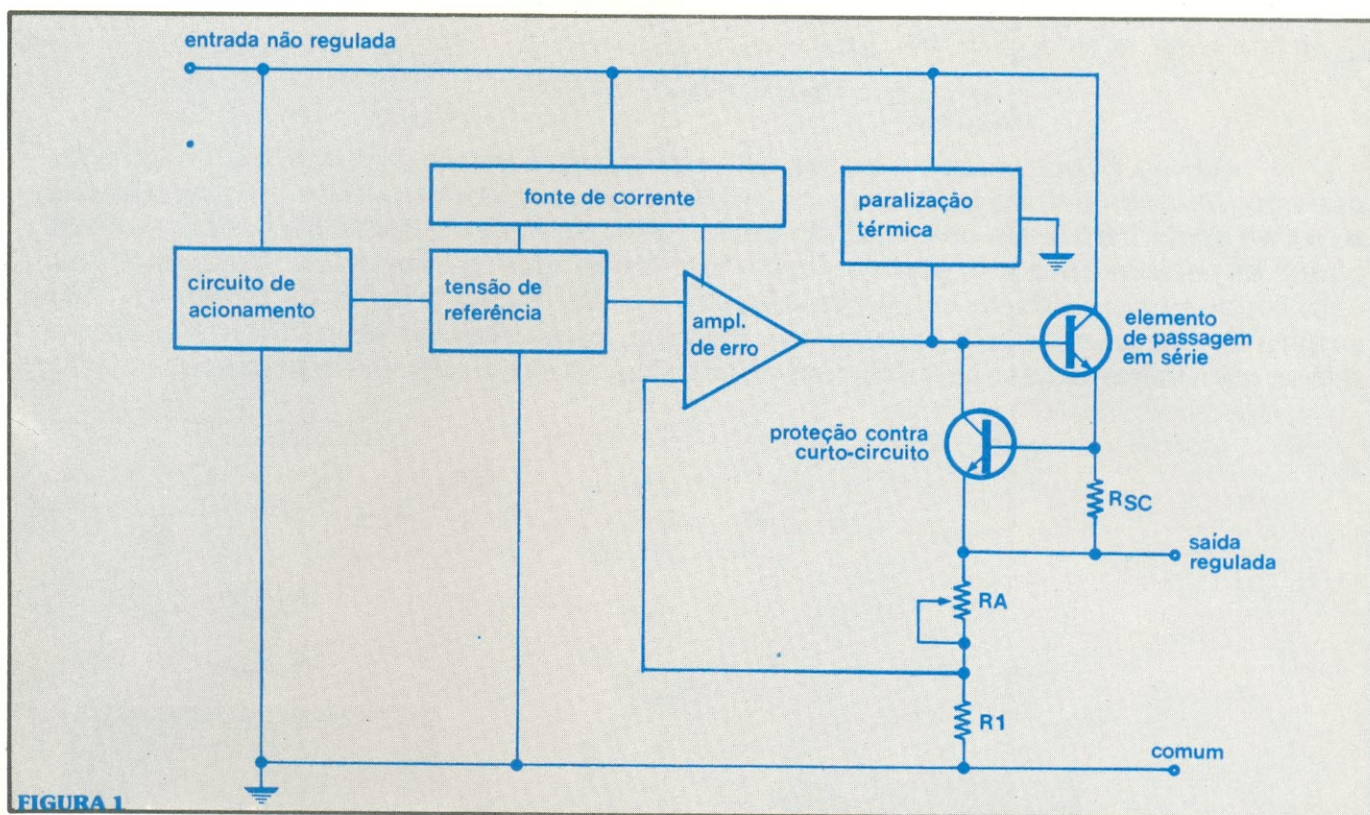 entrada não regulada
fonte de corrente
paralização
térmica
circuito de
acionamento
tensão de
referência
ampl.
de erro
elemento
de passagem
em série
proteção contra
curto-circuito
RSC
saída
regulada
RA
R1
comum
FIGURA 1